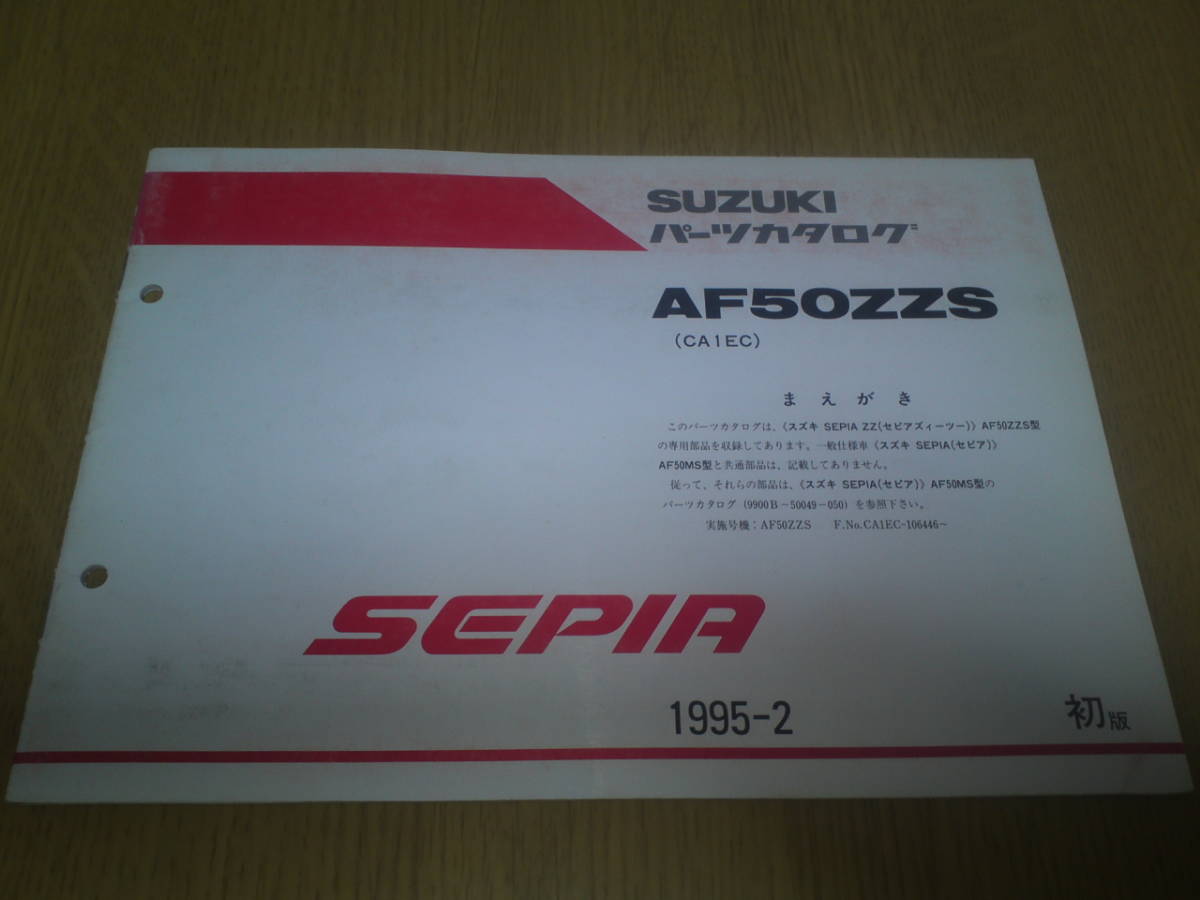 SUZUKI
パーツカタログ
AF50ZZS
(CA1EC)
まえがき
このパーツカタログは、《スズキ SEPIA ZZ(セピアズィーツー)》AF50ZZS型
の専用部品を収録してあります。一般仕様車《スズキ SEPIA(セピア)》
AF50MS型と共通部品は、記載してありません。
従って、それらの部品は、《スズキ SEPIA(セピア)》AF50MS型の
パーツカタログ(9900B-50049-050)を参照下さい。
実施号機:AF50ZZS F.No.CA1EC-106446~
SEPIA
1995-2
初版